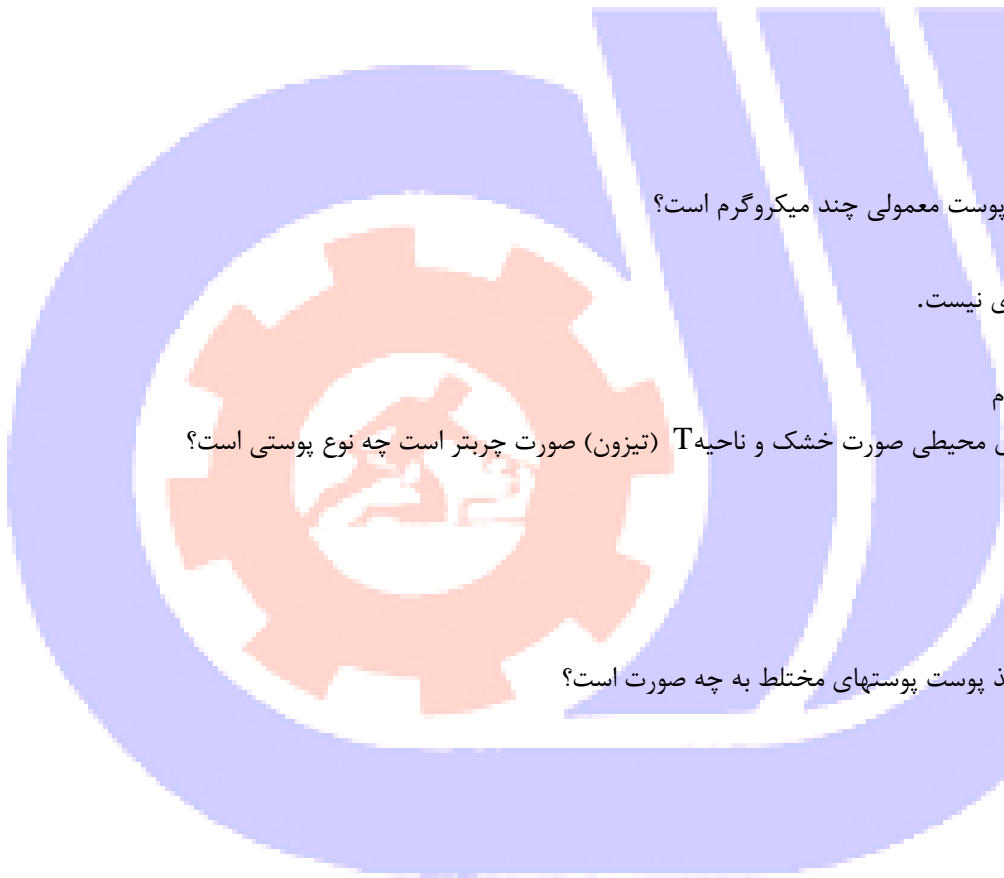 پوست معمولی چند میکروگرم است؟
ی نیست.
م
محیطی صورت خشک و ناحیهT (تیزون) صورت چربتر است چه نوع پوستی است؟
ذ پوست پوستهای مختلط به چه صورت است؟